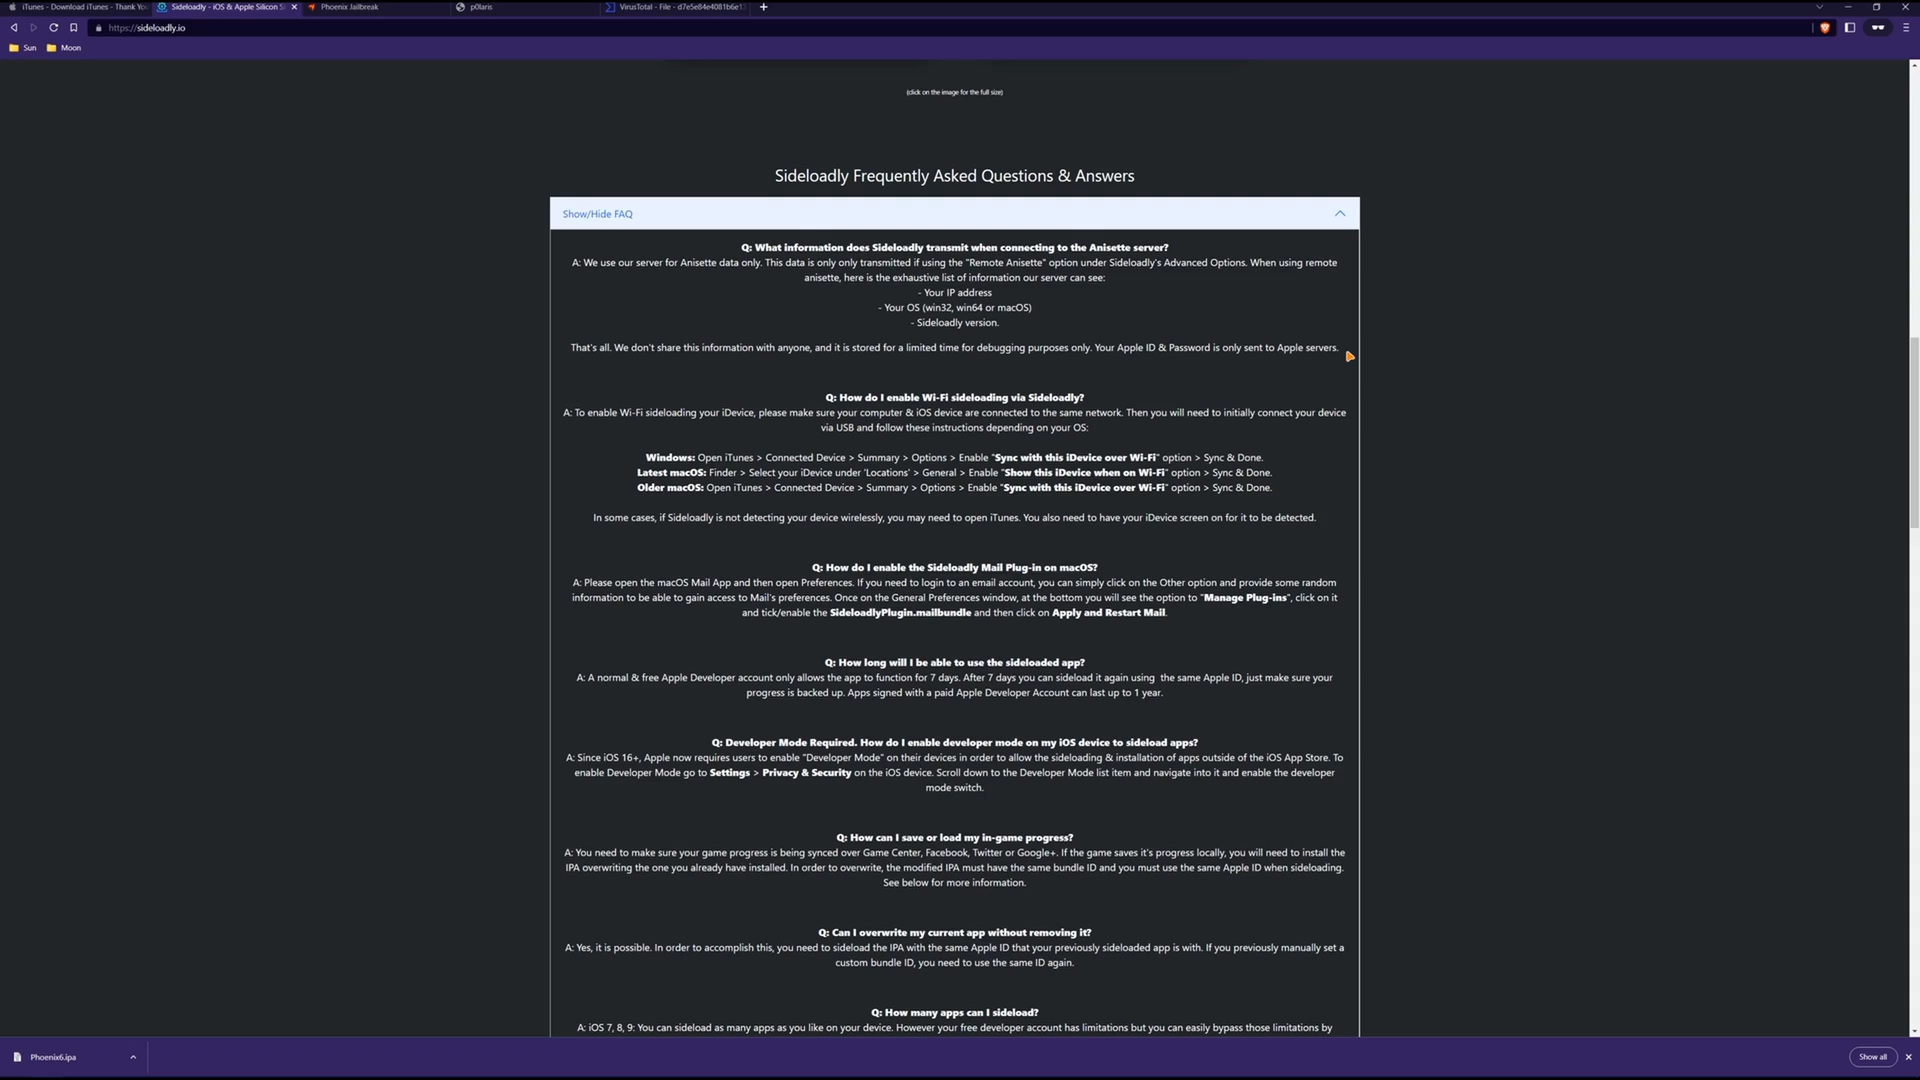 iTunes - Download iTunes - Thank Yo
Sideloadly - iOS & Apple Silicon S
Phoenix Jailbreak
p0laris
VirusTotal - File - d7e5e84e4081b6e1
https://sideloadly.io
Sun
Moon
(click on the image for the full size)
Sideloadly Frequently Asked Questions & Answers
Show/Hide FAQ
Q: What information does Sideloadly transmit when connecting to the Anisette server?
A: We use our server for Anisette data only. This data is only only transmitted if using the "Remote Anisette" option under Sideloadly's Advanced Options. When using remote
anisette, here is the exhaustive list of information our server can see:
- Your IP address
- Your OS (win32, win64 or macOS)
- Sideloadly version.
That's all. We don't share this information with anyone, and it is stored for a limited time for debugging purposes only. Your Apple ID & Password is only sent to Apple servers.
Q: How do I enable Wi-Fi sideloading via Sideloadly?
A: To enable Wi-Fi sideloading your iDevice, please make sure your computer & iOS device are connected to the same network. Then you will need to initially connect your device
via USB and follow these instructions depending on your OS:
Windows: Open iTunes > Connected Device > Summary > Options > Enable "Sync with this iDevice over Wi-Fi" option > Sync & Done.
Latest macOS: Finder > Select your iDevice under 'Locations' > General > Enable "Show this iDevice when on Wi-Fi" option > Sync & Done.
Older macOS: Open iTunes > Connected Device > Summary > Options > Enable "Sync with this iDevice over Wi-Fi" option > Sync & Done.
In some cases, if Sideloadly is not detecting your device wirelessly, you may need to open iTunes. You also need to have your iDevice screen on for it to be detected.
Q: How do I enable the Sideloadly Mail Plug-in on macOS?
A: Please open the macOS Mail App and then open Preferences. If you need to login to an email account, you can simply click on the Other option and provide some random
information to be able to gain access to Mail's preferences. Once on the General Preferences window, at the bottom you will see the option to "Manage Plug-ins", click on it
and tick/enable the SideloadlyPlugin.mailbundle and then click on Apply and Restart Mail.
Q: How long will I be able to use the sideloaded app?
A: A normal & free Apple Developer account only allows the app to function for 7 days. After 7 days you can sideload it again using the same Apple ID, just make sure your
progress is backed up. Apps signed with a paid Apple Developer Account can last up to 1 year.
Q: Developer Mode Required. How do I enable developer mode on my iOS device to sideload apps?
A: Since iOS 16+, Apple now requires users to enable "Developer Mode" on their devices in order to allow the sideloading & installation of apps outside of the iOS App Store. To
enable Developer Mode go to Settings > Privacy & Security on the iOS device. Scroll down to the Developer Mode list item and navigate into it and enable the developer
mode switch.
Q: How can I save or load my in-game progress?
A: You need to make sure your game progress is being synced over Game Center, Facebook, Twitter or Google+. If the game saves it's progress locally, you will need to install the
IPA overwriting the one you already have installed. In order to overwrite, the modified IPA must have the same bundle ID and you must use the same Apple ID when sideloading.
See below for more information.
Q: Can I overwrite my current app without removing it?
A: Yes, it is possible. In order to accomplish this, you need to sideload the IPA with the same Apple ID that your previously sideloaded app is with. If you previously manually set a
custom bundle ID, you need to use the same ID again.
Q: How many apps can I sideload?
A: iOS 7, 8, 9: You can sideload as many apps as you like on your device. However your free developer account has limitations but you can easily bypass those limitations by
Phoenix6.ipa
Show all